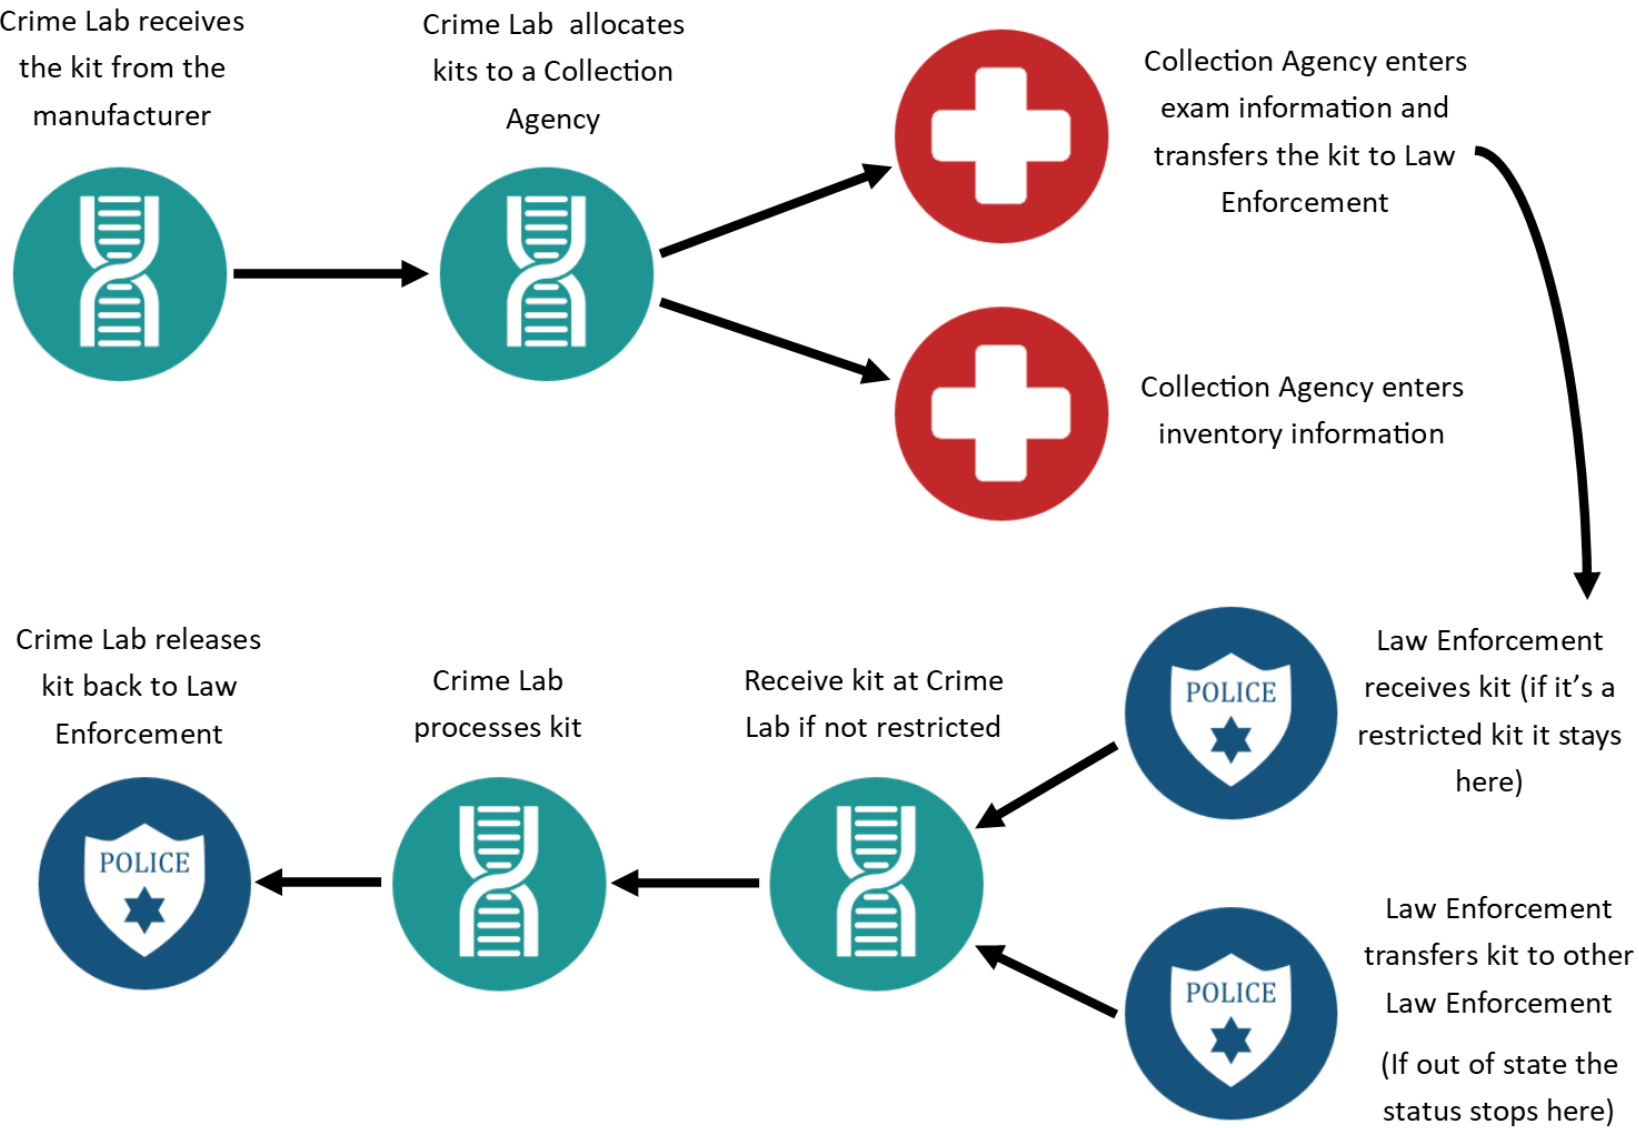 Crime Lab receives
the kit from the
manufacturer
Crime Lab  allocates
kits to a Collection
Agency
Collection Agency enters
exam information and
transfers the kit to Law
Enforcement
Collection Agency enters
inventory information
Law Enforcement
receives kit (if it’s a
restricted kit it stays
here)
POLICE
Law Enforcement
transfers kit to other
Law Enforcement
(If out of state the
status stops here)
POLICE
Receive kit at Crime
Lab if not restricted
Crime Lab
processes kit
Crime Lab releases
kit back to Law
Enforcement
POLICE